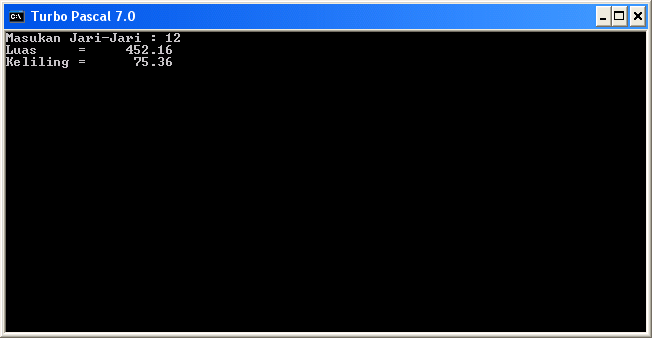 Turbo Pascal 7.0
Masukan Jari-Jari : 12
Luas     =     452.16
Keliling =      75.36